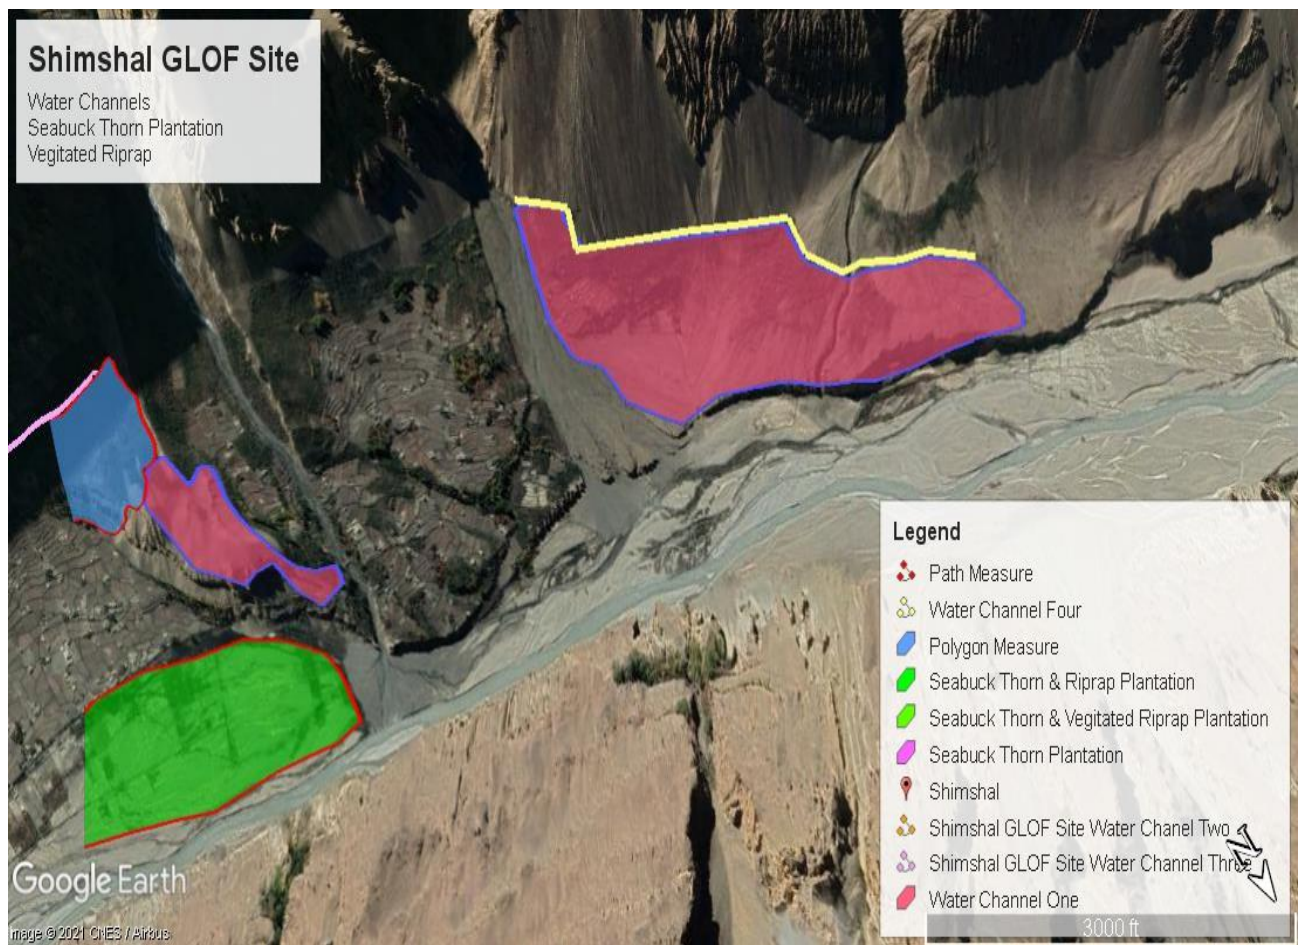 Shimshal GLOF Site
Water Channels
Seabuck Thorn Plantation
Vegitated Riprap
Legend
Path Measure
Water Channel Four
Polygon Measure
Seabuck Thorn & Riprap Plantation
Seabuck Thorn & Vegitated Riprap Plantation
Seabuck Thorn Plantation
Shimshal
Shimshal GLOF Site Water Chanel Two
Shimshal GLOF Site Water Channel Three
Water Channel One
N
3000 ft
Google Earth
mage © 2021 CNES / Airbus